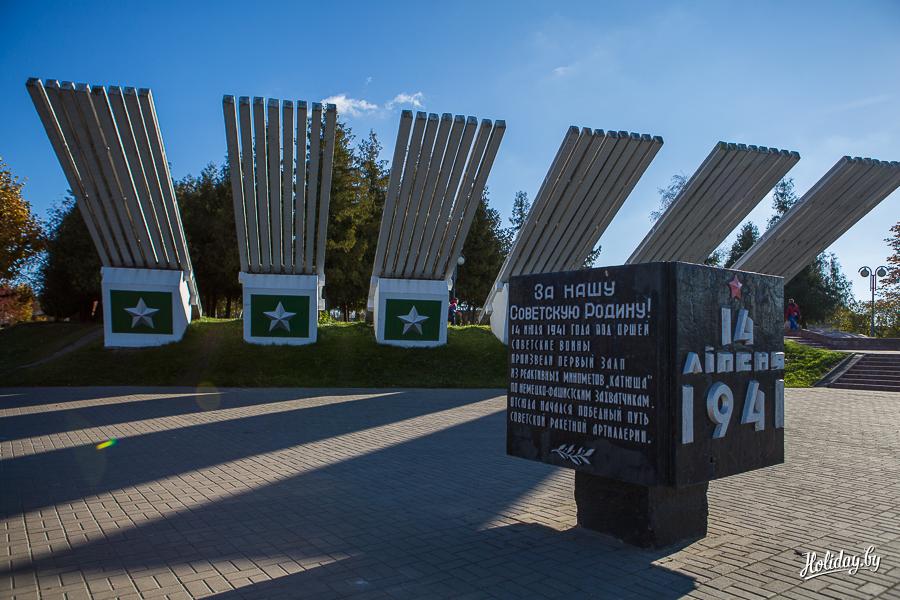 За нашу
Советскую Родину!
14 июля 1941 года под Оршей
советские воины
произвели первый залп
из реактивных минометов "Катюша"
по немецко-фашистским захватчикам.
Отсюда начался победный путь
советской ракетной артиллерии.
14
ліпеня
1941
Holiday.by